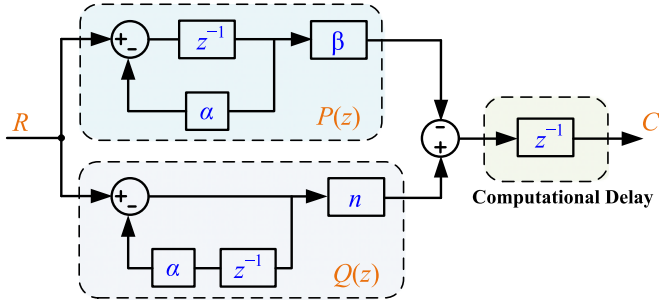 +
-
z⁻¹
β
α
P(z)
R
-
+
z⁻¹
C
Computational Delay
+
-
n
α
z⁻¹
Q(z)